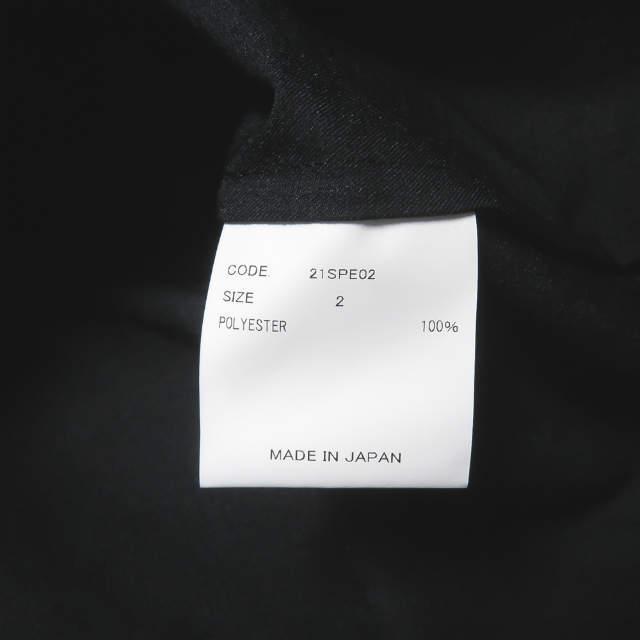 CODE 21SPE02
SIZE 2
POLYESTER 100%
MADE IN JAPAN